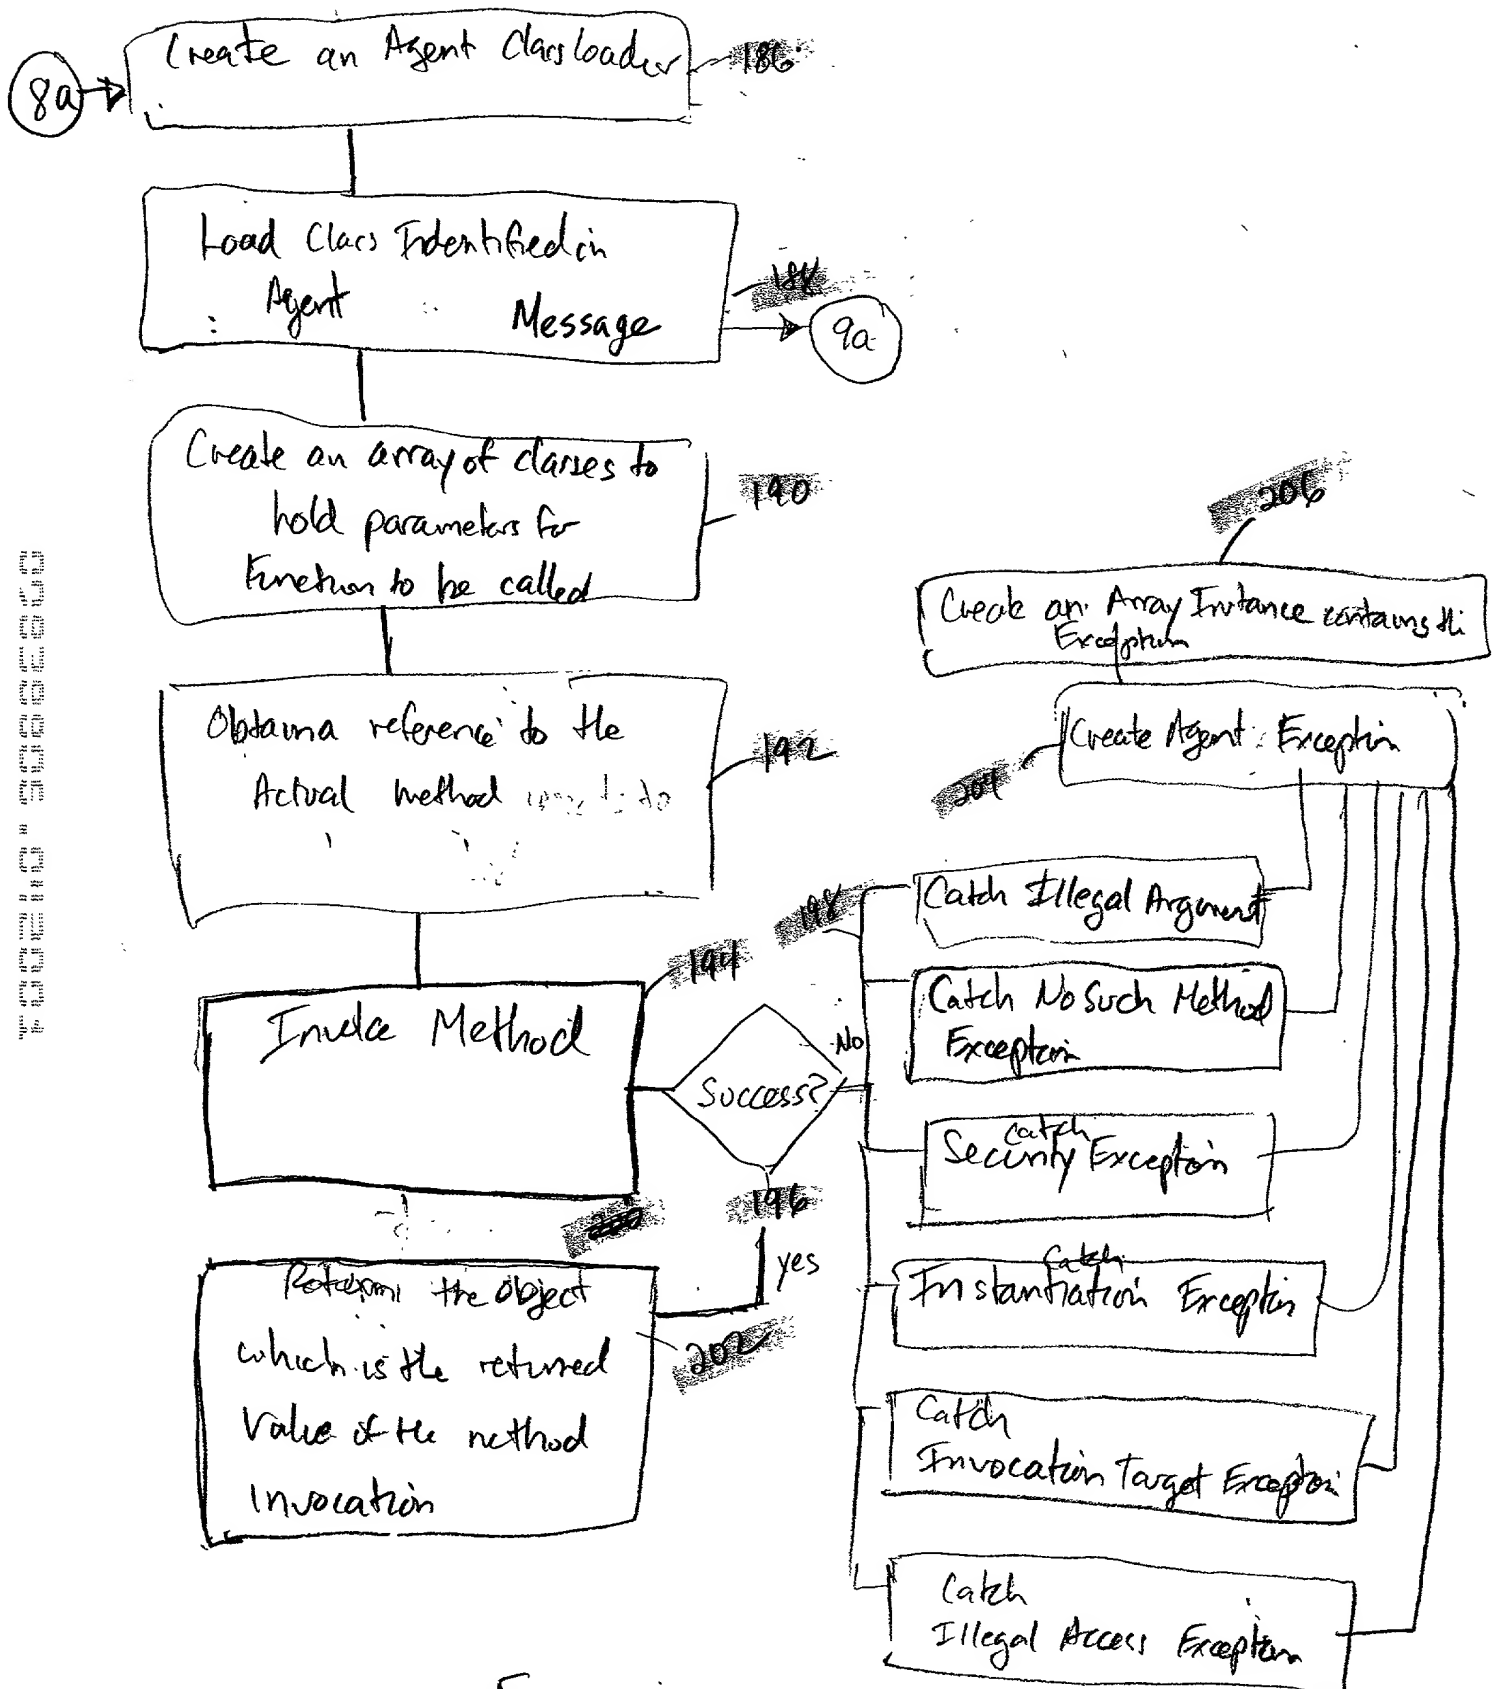 Create an Agent Classloader
186
8a
Load Class Identified in
Agent Message
188
9a
Create an array of classes to
hold parameters for
Function to be called
190
206
Create an Array Instance contains the
Exception
Obtain a reference to the
Actual method
192
Create Agent Exception
204
198
Catch Illegal Argument
194
Catch No Such Method
Exception
Invoke Method
No
Success?
catch
Security Exception
196
200
yes
Catch
Instantiation Exception
Return the object
which is the returned
Value of the method
Invocation
202
Catch
Invocation Target Exception
Catch
Illegal Access Exception